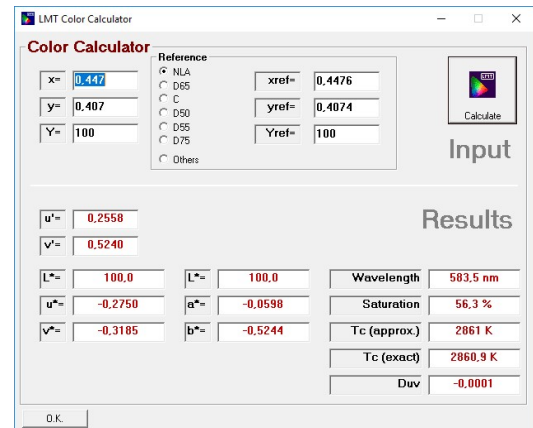 LMT Color Calculator
Color Calculator
Reference
x= 0,447
y= 0,407
Y= 100
NLA
D65
C
D50
D55
D75
Others
xref= 0,4476
yref= 0,4074
Yref= 100
LMT
Calculate
Input
Results
u'= 0,2558
v'= 0,5240
L*= 100,0 L*= 100,0 Wavelength 583,5 nm
u*= -0,2750 a*= -0,0598 Saturation 56,3 %
v*= -0,3185 b*= -0,5244 Tc (approx.) 2861 K
Tc (exact) 2860,9 K
Duv -0,0001
O.K.